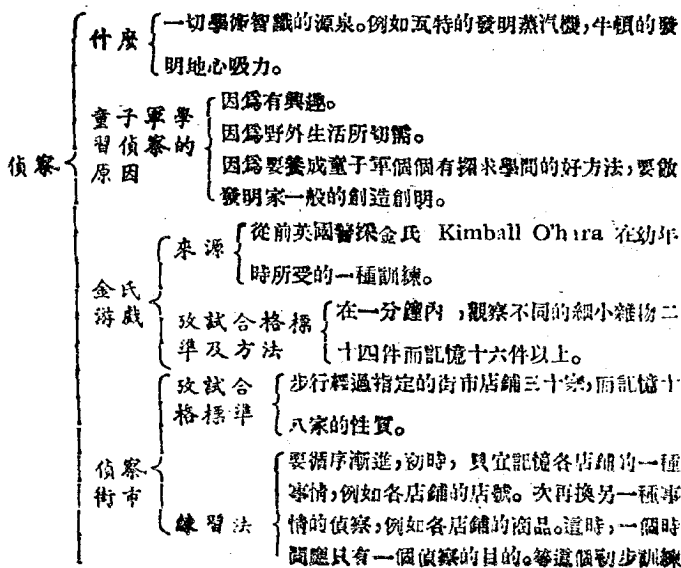 偵察
什麽
一切學術智識的源泉。例如瓦特的發明蒸汽機，牛頓的發
明地心吸力。
童子軍學
習偵察的
原因
因爲有興趣。
因爲野外生活所切需。
因爲要養成童子軍個個有探求學問的好方法，要做
發明家一般的創造創明。
金氏
游戲
來源
從前英國警探金氏 Kimball O'hara 在幼年
時所受的一種訓練。
攷試合格標
準及方法
在一分鐘內，觀察不同的細小雜物二
十四件而記憶十六件以上。
偵察
街市
攷試合
格標準
步行經過指定的街市店鋪三十家，而記憶十
八家的性質。
練習法
要循序漸進，初時，只宜記憶各店鋪的一種
事情，例如各店鋪的店號。次再換另一種事
情的偵察，例如各店鋪的商品。這時，一個時
間應只有一個偵察的目的。等這個初步訓練